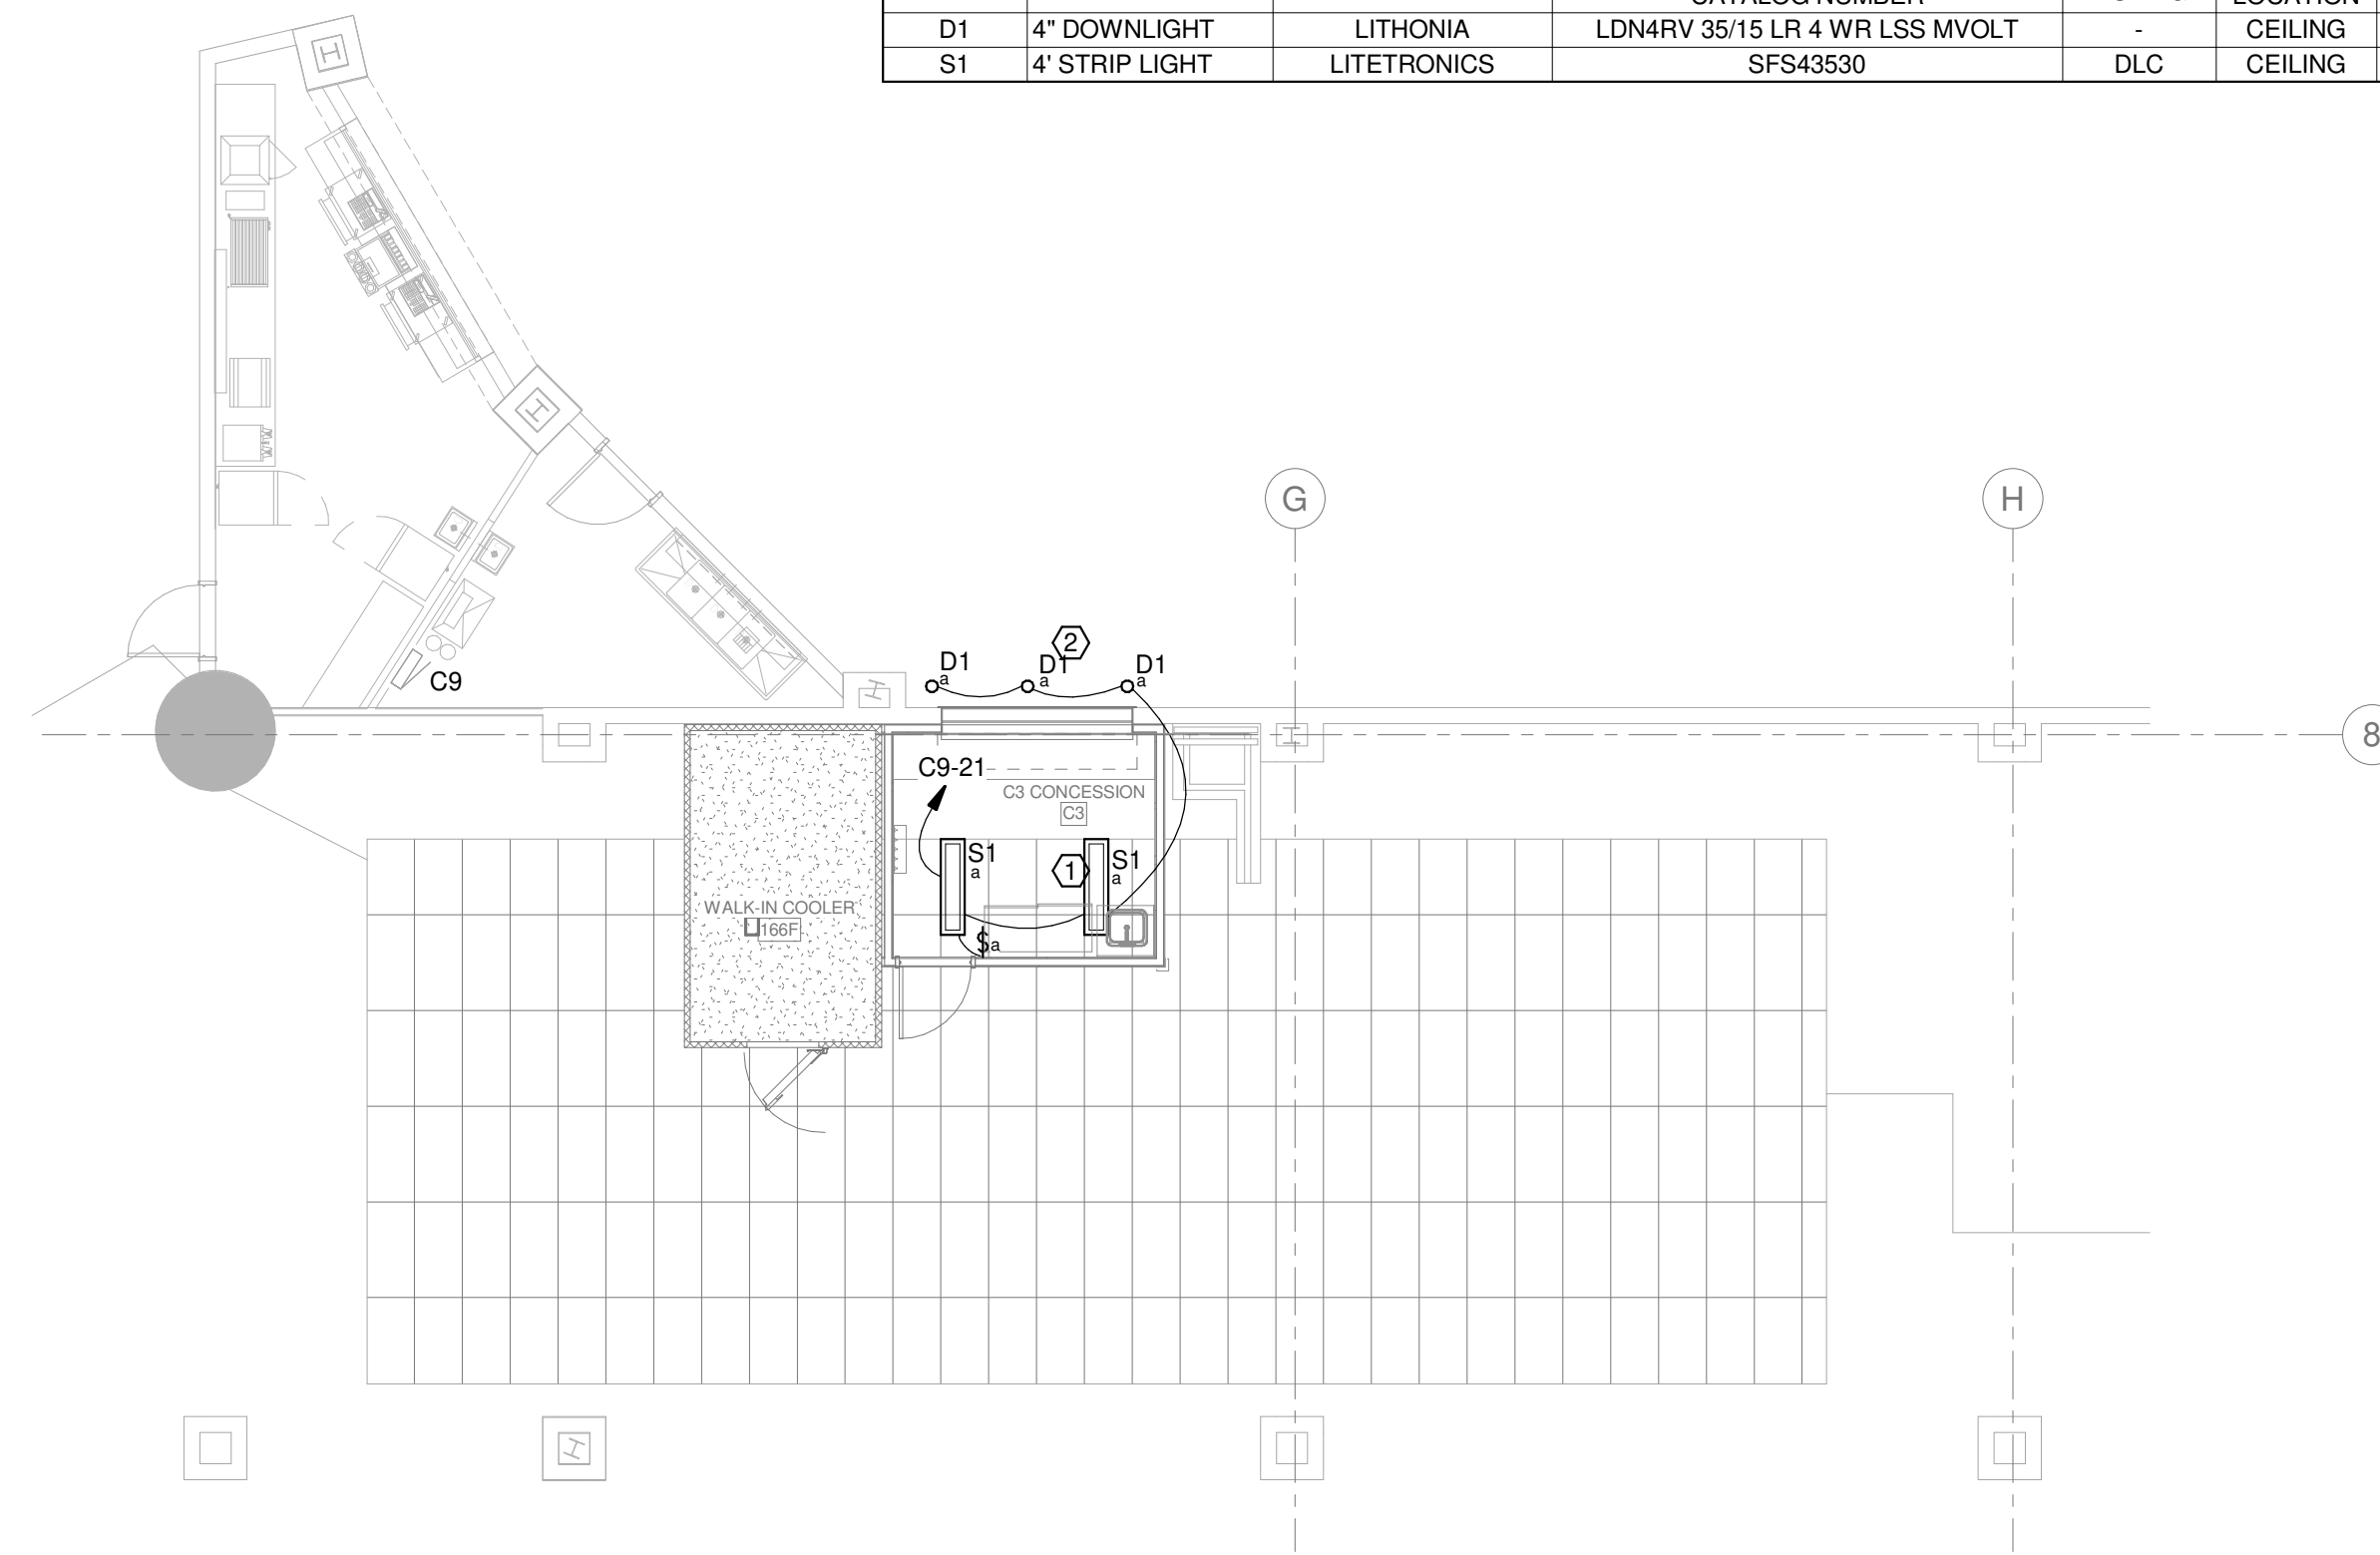 CATALOG NUMBER LOCATION
D1 4" DOWNLIGHT LITHONIA LDN4RV 35/15 LR 4 WR LSS MVOLT - CEILING
S1 4' STRIP LIGHT LITETRONICS SFS43530 DLC CEILING
G
H
2
D1 D1 D1
a a a
C9
8
C9-21
C3 CONCESSION
C3
S1
a
1
S1
a
WALK-IN COOLER
166F
$a